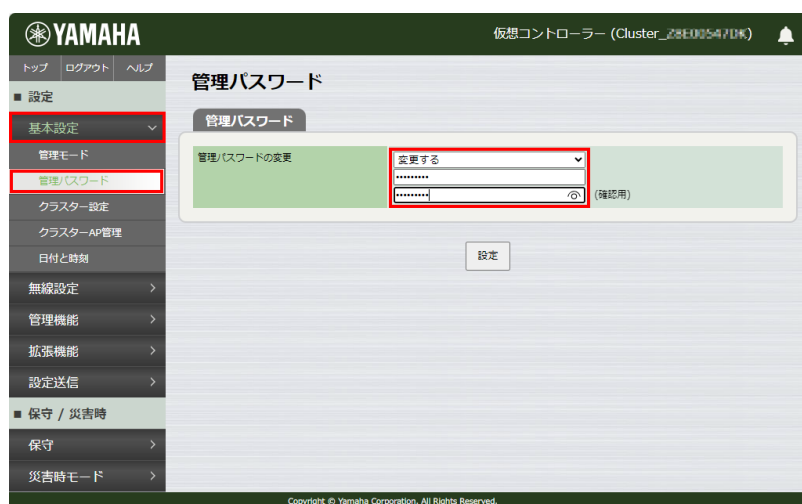 YAMAHA
仮想コントローラー (Cluster_
トップ ログアウト ヘルプ
■ 設定
基本設定
管理モード
管理パスワード
クラスター設定
クラスターAP管理
日付と時刻
無線設定
管理機能
拡張機能
設定送信
■ 保守 / 災害時
保守
災害時モード
管理パスワード
管理パスワード
管理パスワードの変更
変更する
•••••••••
•••••••••
(確認用)
設定
Copyright © Yamaha Corporation. All Rights Reserved.